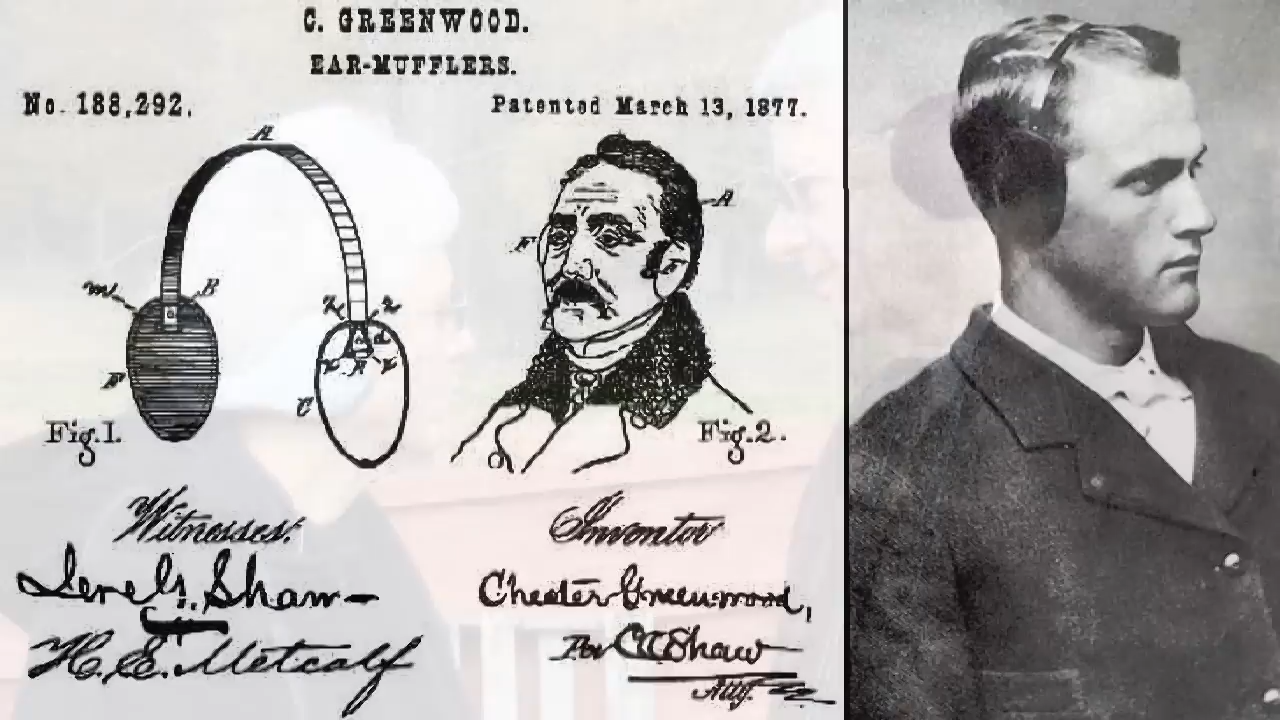 C. GREENWOOD.
EAR-MUFFLERS.
No. 188,292.
Patented March 13, 1877.
A
m
B
F
C
Fig.1.
A
F
Fig.2.
Witnesses.
Shaw
H. E. Metcalf
Inventor
Chester Greenwood,
Per C. C. Shaw
Atty.